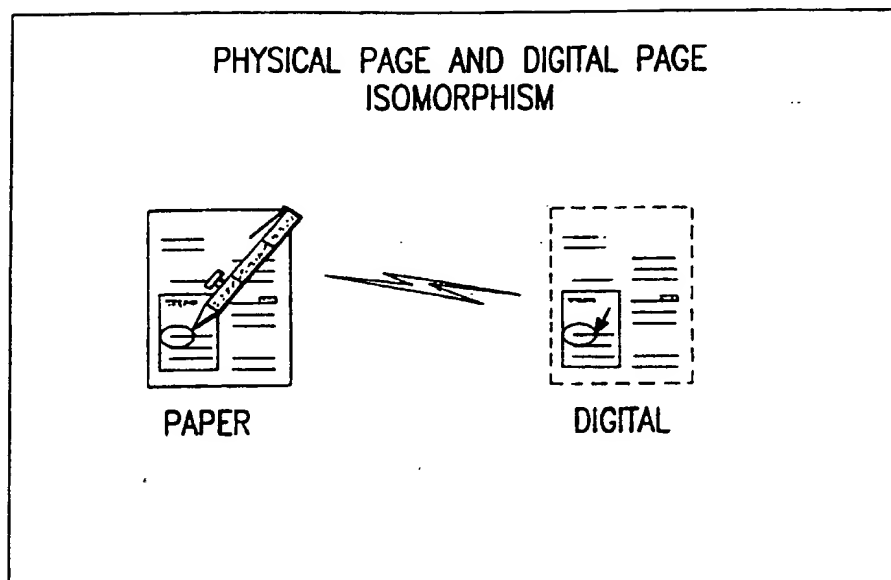 PHYSICAL PAGE AND DIGITAL PAGE
ISOMORPHISM
PAPER
DIGITAL